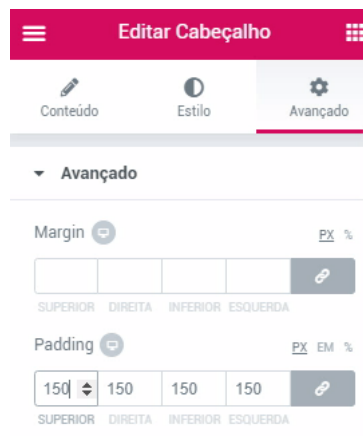 Editar Cabeçalho
Conteúdo Estilo Avançado
Avançado
Margin PX %
SUPERIOR DIREITA INFERIOR ESQUERDA
Padding PX EM %
150 150 150 150
SUPERIOR DIREITA INFERIOR ESQUERDA